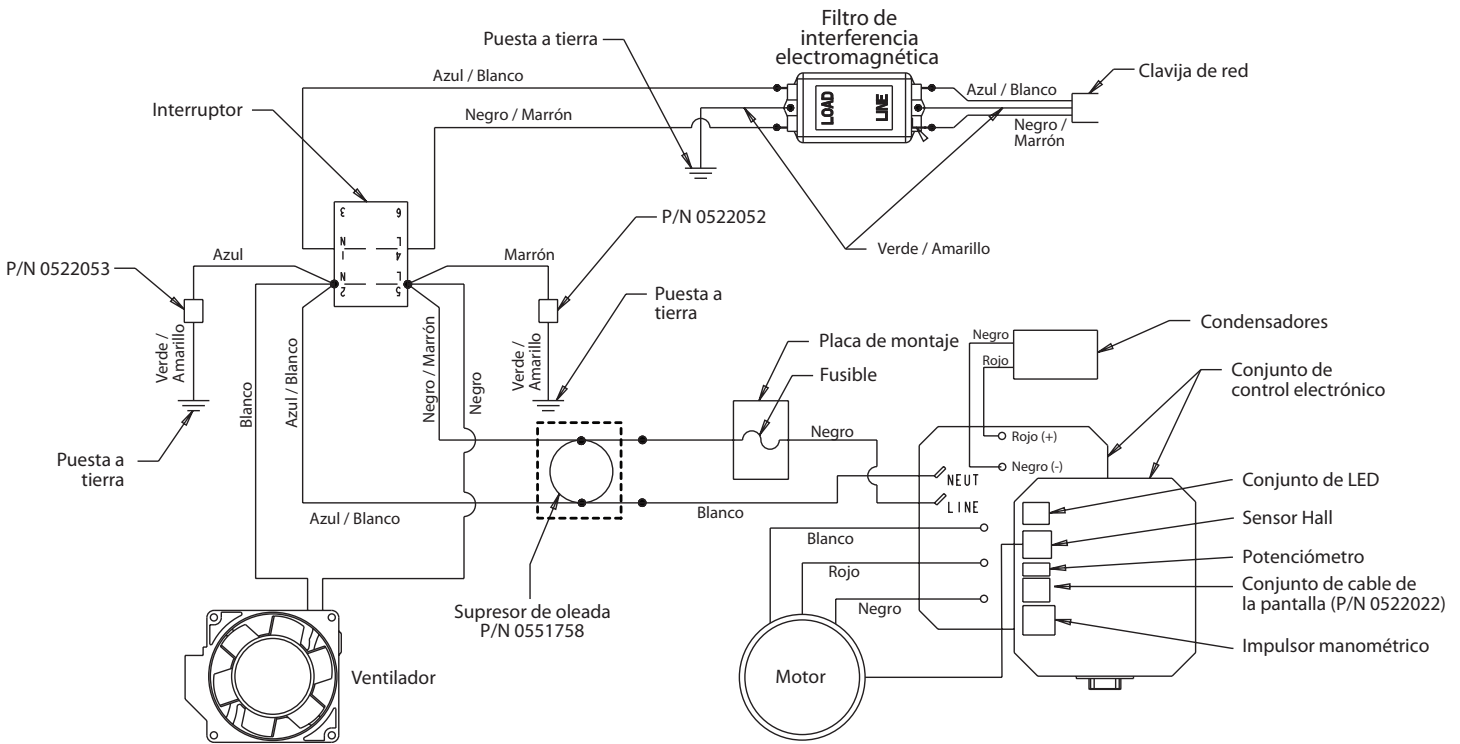 Filtro de
interferencia
electromagnética
Puesta a tierra
Clavija de red
Azul / Blanco
Azul / Blanco
Interruptor
LOAD
LINE
Negro / Marrón
Negro /
Marrón
3
6
P/N 0522052
N
1
L
4
Verde / Amarillo
Azul
Marrón
P/N 0522053
N
2
L
5
Puesta a
tierra
Verde /
Amarillo
Verde /
Amarillo
Blanco
Azul / Blanco
Negro / Marrón
Negro
Placa de montaje
Fusible
Negro
Rojo
Condensadores
Conjunto de
control electrónico
Negro
Rojo (+)
Negro (-)
Puesta a
tierra
NEUT
LINE
Conjunto de LED
Azul / Blanco
Blanco
Sensor Hall
Blanco
Potenciómetro
Rojo
Conjunto de cable de
la pantalla (P/N 0522022)
Negro
Supresor de oleada
P/N 0551758
Impulsor manométrico
Ventilador
Motor